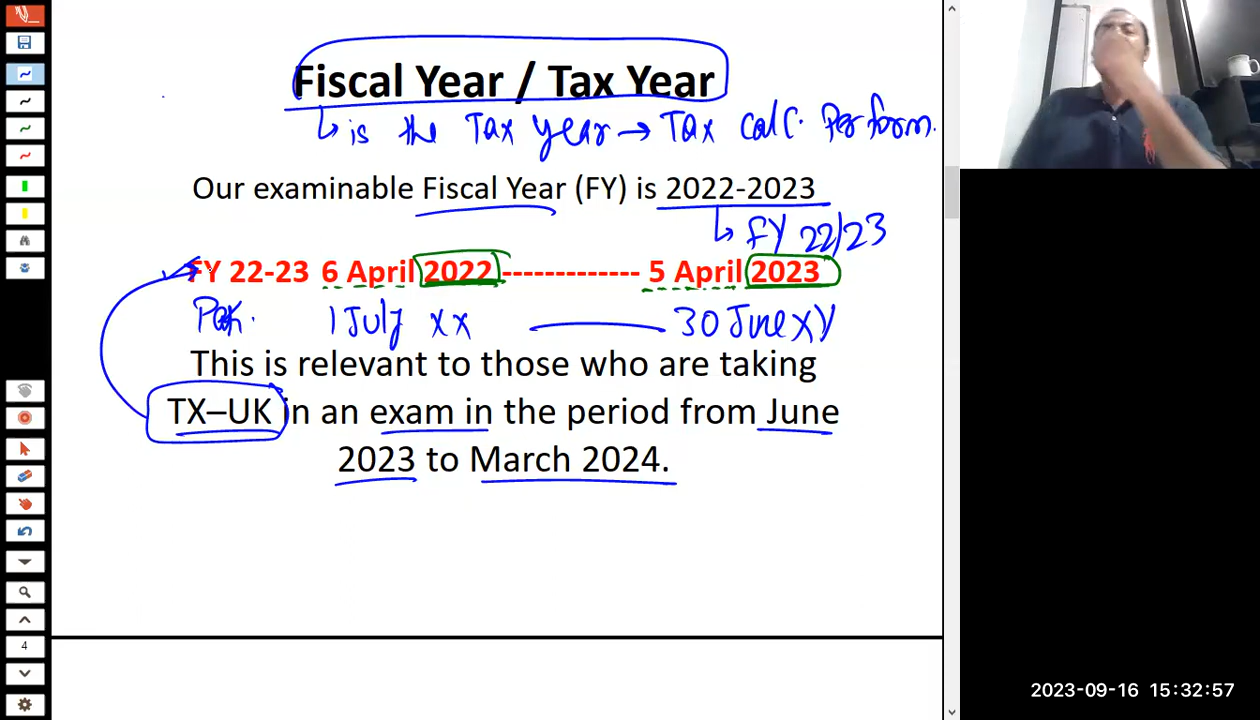 Fiscal Year / Tax Year
↳ is the Tax year → Tax calc. Perform.
Our examinable Fiscal Year (FY) is 2022-2023
↳ FY 22/23
FY 22-23 6 April 2022 ------------- 5 April 2023
Pak. 1 July XX —— 30 June XY
This is relevant to those who are taking
TX–UK in an exam in the period from June
2023 to March 2024.
4
2023-09-16 15:32:57